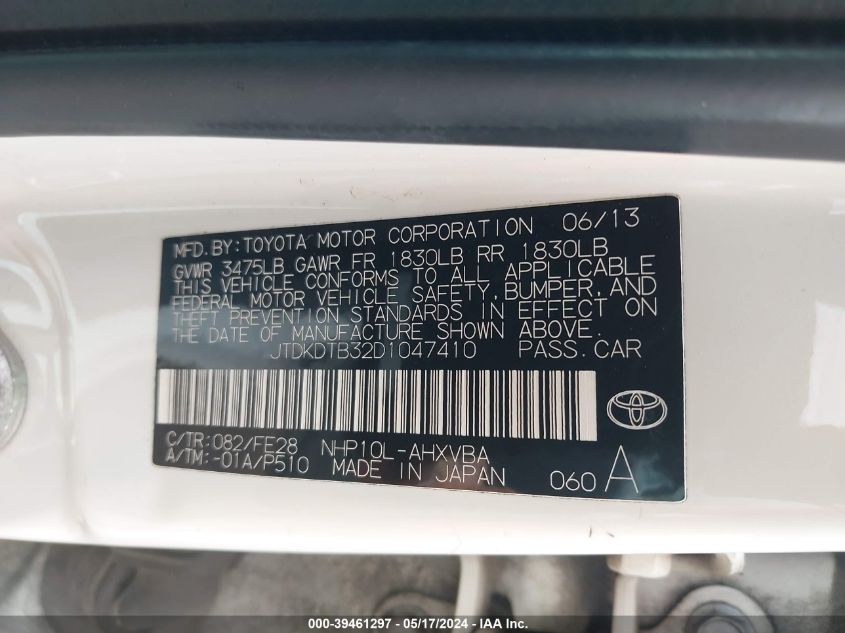 MFD.BY:TOYOTA MOTOR CORPORATION 06/13
GVWR 3475LB GAWR FR 1830LB RR 1830LB
THIS VEHICLE CONFORMS TO ALL APPLICABLE
FEDERAL MOTOR VEHICLE SAFETY, BUMPER, AND
THEFT PREVENTION STANDARDS IN EFFECT ON
THE DATE OF MANUFACTURE SHOWN ABOVE.
JTDKDTB32D1047410 PASS.CAR
C/TR:082/FE28 NHP10L-AHXVBA
A/TM:-01A/P510 MADE IN JAPAN
060 A
000-39461297 - 05/17/2024 - IAA Inc.